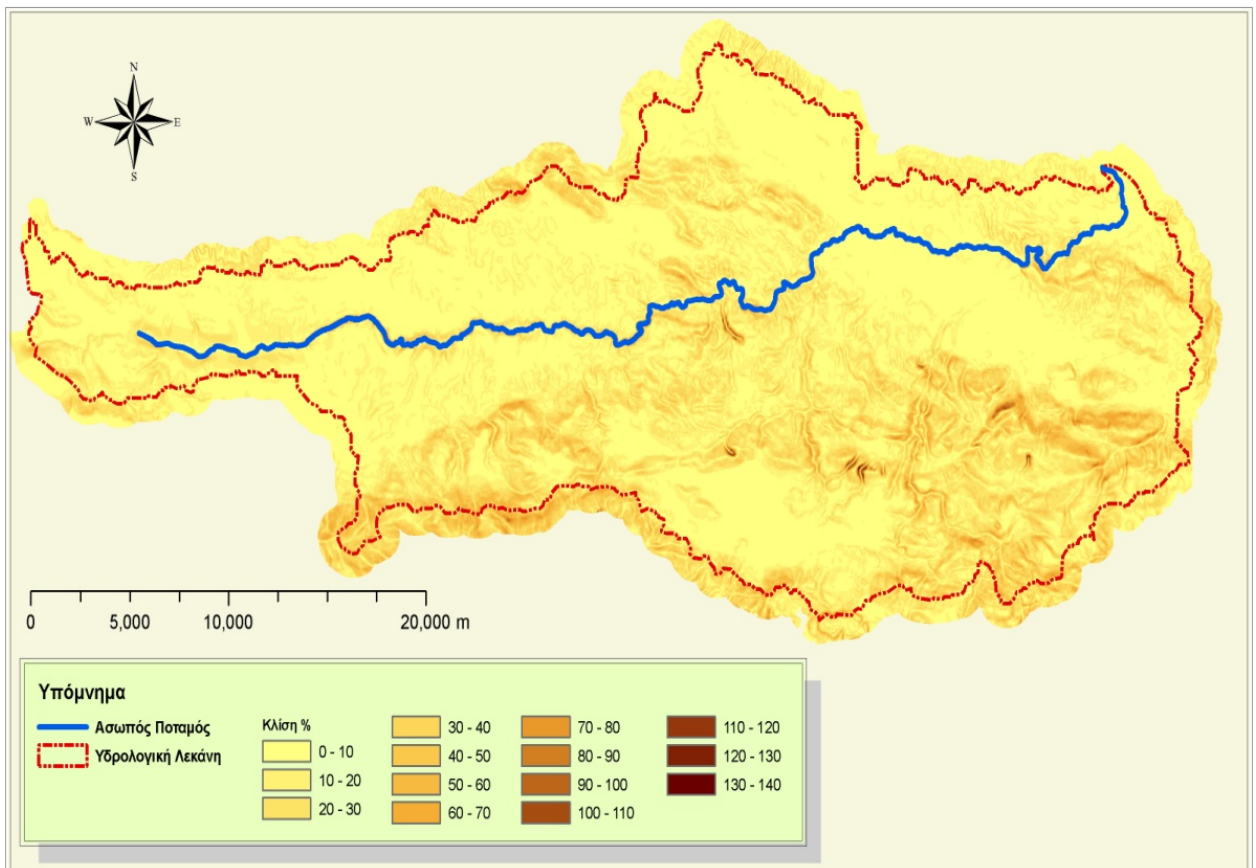 N
W E
S
0 5,000 10,000 20,000 m
Υπόμνημα
Ασωπός Ποταμός
Υδρολογική Λεκάνη
Κλίση %
0 - 10
10 - 20
20 - 30
30 - 40
40 - 50
50 - 60
60 - 70
70 - 80
80 - 90
90 - 100
100 - 110
110 - 120
120 - 130
130 - 140